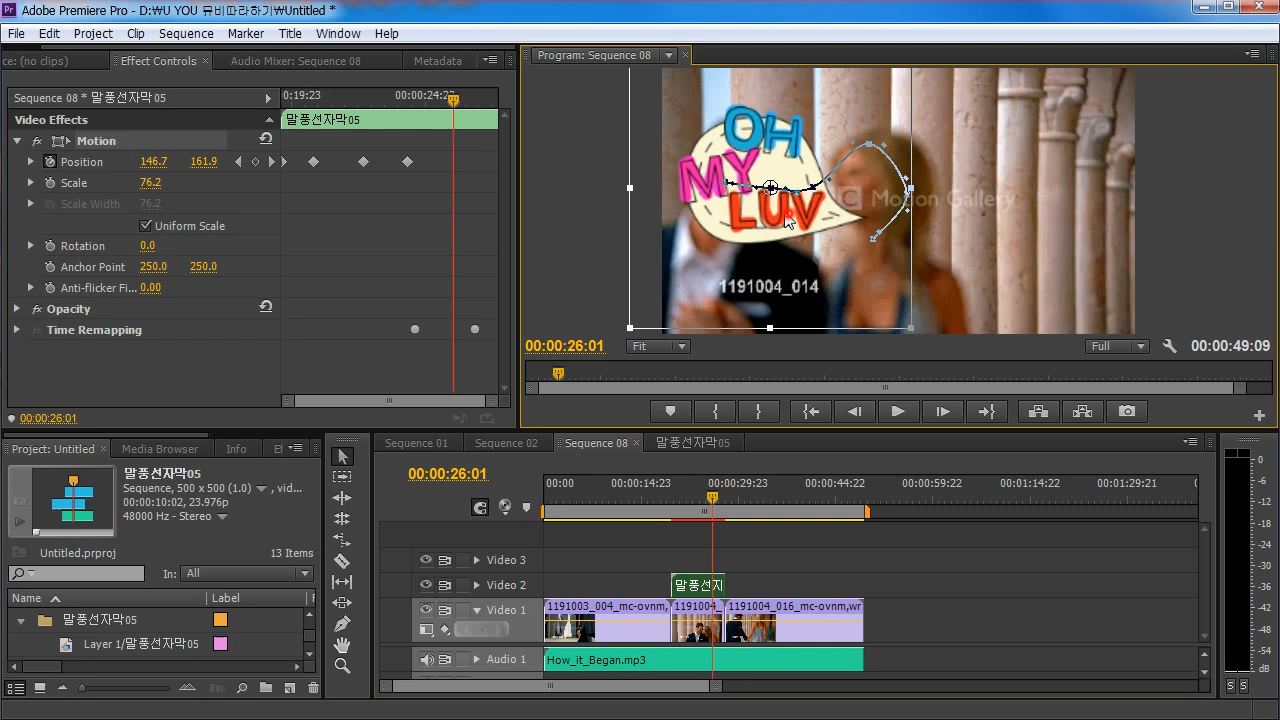 Adobe Premiere Pro - D:₩U YOU 뮤비따라하기₩Untitled *
File Edit Project Clip Sequence Marker Title Window Help
ce: (no clips) Effect Controls Audio Mixer: Sequence 08 Metadata
Program: Sequence 08
Sequence 08 * 말풍선자막05
0:19:23 00:00:24:2
Video Effects
말풍선자막05
fx Motion
Position 146.7 161.9
Scale 76.2
Scale Width 76.2
Uniform Scale
Rotation 0.0
Anchor Point 250.0 250.0
Anti-flicker Fi... 0.00
fx Opacity
fx Time Remapping
00:00:26:01
OH
MY
LUV
Motion Gallery
1191004_014
00:00:26:01 Fit Full 00:00:49:09
Project: Untitled Media Browser Info El
말풍선자막05
Sequence, 500 x 500 (1.0) , vid...
00:00:10:02, 23.976p
48000 Hz - Stereo
Untitled.prproj 13 Items
In: All
Name Label F
말풍선자막05
Layer 1/말풍선자막05
Sequence 01 Sequence 02 Sequence 08 말풍선자막05
00:00:26:01
00:00 00:00:14:23 00:00:29:23 00:00:44:22 00:00:59:22 00:01:14:22 00:01:29:21
Video 3
Video 2 말풍선지
Video 1 1191003_004_mc-ovnm, 1191004_ 1191004_016_mc-ovnm,wr
Audio 1 How_it_Began.mp3
0
-6
-12
-18
-24
-30
-36
-42
-48
-54
dB
S S